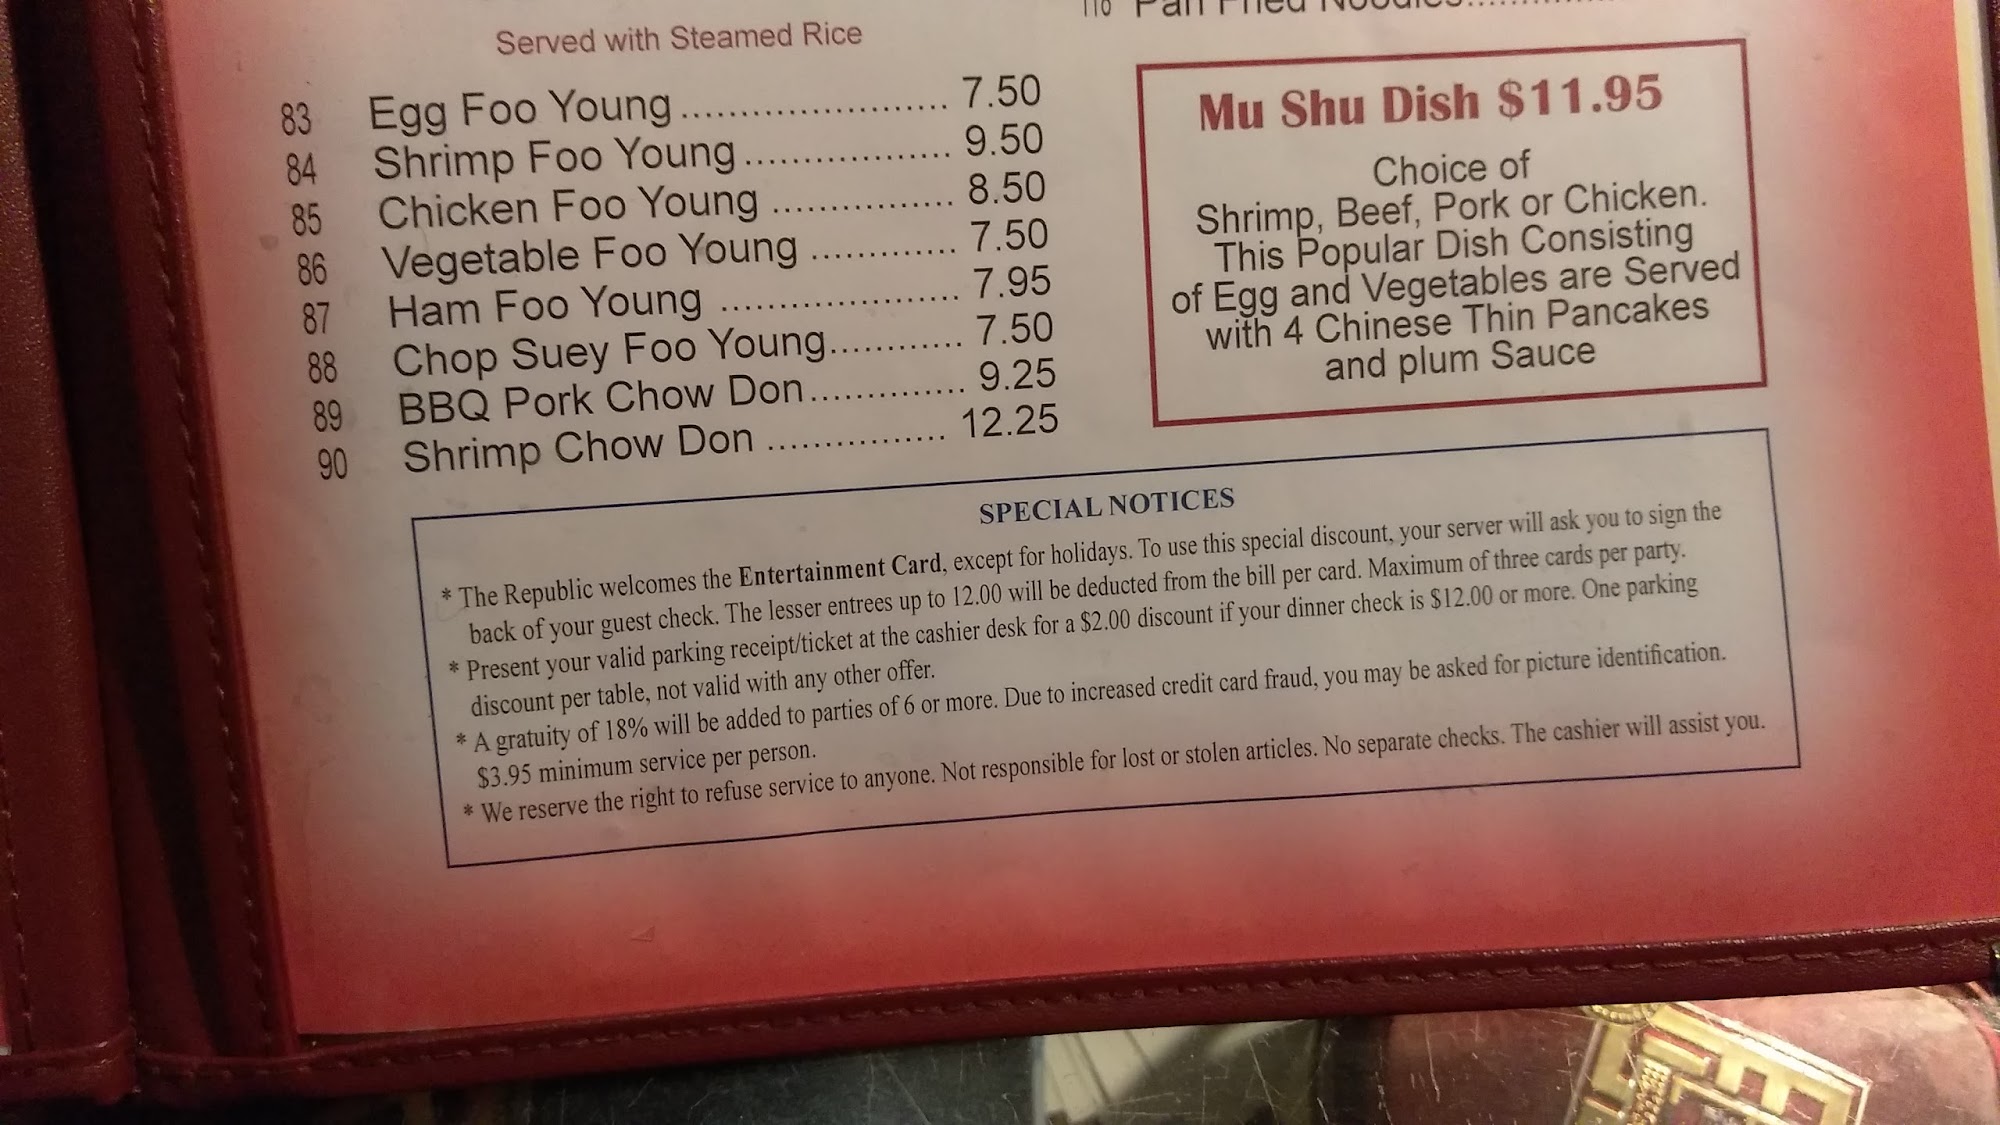 Served with Steamed Rice
83 Egg Foo Young...................... 7.50
84 Shrimp Foo Young................... 9.50
85 Chicken Foo Young ................ 8.50
86 Vegetable Foo Young ............. 7.50
87 Ham Foo Young ..................... 7.95
88 Chop Suey Foo Young............ 7.50
89 BBQ Pork Chow Don.............. 9.25
90 Shrimp Chow Don ................ 12.25
110 Pan Fried Noodles..............
Mu Shu Dish $11.95
Choice of
Shrimp, Beef, Pork or Chicken.
This Popular Dish Consisting
of Egg and Vegetables are Served
with 4 Chinese Thin Pancakes
and plum Sauce
SPECIAL NOTICES
* The Republic welcomes the Entertainment Card, except for holidays. To use this special discount, your server will ask you to sign the
back of your guest check. The lesser entrees up to 12.00 will be deducted from the bill per card. Maximum of three cards per party.
* Present your valid parking receipt/ticket at the cashier desk for a $2.00 discount if your dinner check is $12.00 or more. One parking
discount per table, not valid with any other offer.
* A gratuity of 18% will be added to parties of 6 or more. Due to increased credit card fraud, you may be asked for picture identification.
$3.95 minimum service per person.
* We reserve the right to refuse service to anyone. Not responsible for lost or stolen articles. No separate checks. The cashier will assist you.